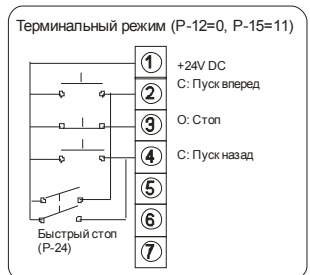 Терминальный режим (P-12=0, P-15=11)
1 +24V DC
2 С: Пуск вперед
3 О: Стоп
4 С: Пуск назад
5
6
7
Быстрый стоп
(P-24)